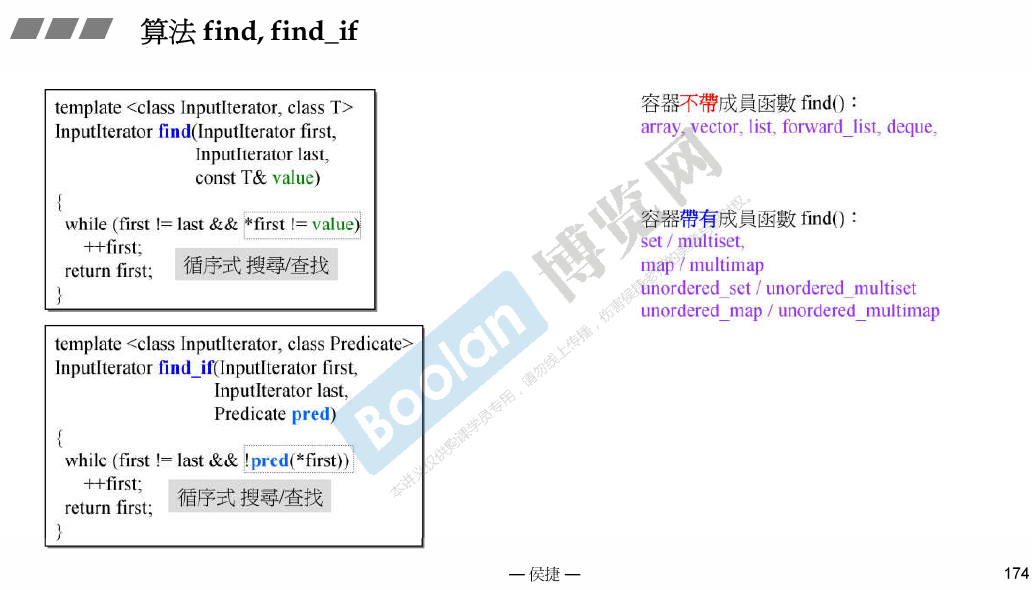 算法 find, find_if
template <class InputIterator, class T>
InputIterator find(InputIterator first,
InputIterator last,
const T& value)
{
while (first != last && *first != value)
++first;
return first;
循序式 搜尋/查找
}
template <class InputIterator, class Predicate>
InputIterator find_if(InputIterator first,
InputIterator last,
Predicate pred)
{
while (first != last && !pred(*first))
++first;
return first;
循序式 搜尋/查找
}
容器不帶成員函數 find()：
array, vector, list, forward_list, deque,
容器帶有成員函數 find()：
set / multiset,
map / multimap
unordered_set / unordered_multiset
unordered_map / unordered_multimap
Boolan 博览网
本讲义仅供购课学员专用，请勿线上传播，伤害侯捷老师
— 侯捷 —
174